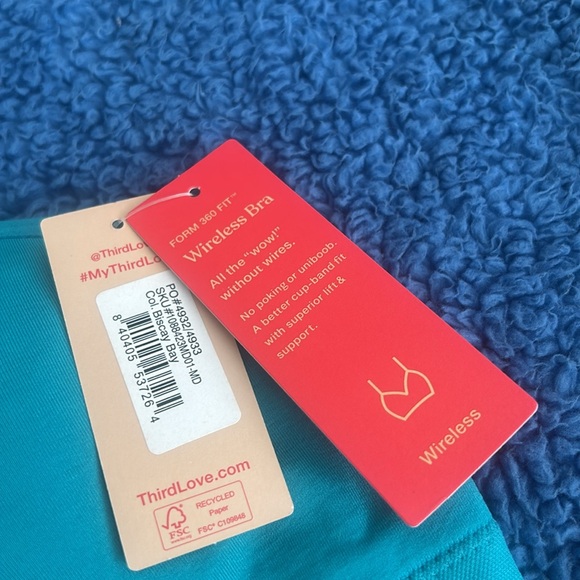 @ThirdLove
#MyThirdLo
PO#4932/4933
SKU#1088423MD01-MD
Col.Biscay Bay
8 40405 53726 4
ThirdLove.com
FSC
RECYCLED
Paper
FSC® C109848
FORM 360 FIT™
Wireless Bra
All the "wow!"
without wires.
No poking or uniboob.
A better cup-band fit
with superior lift &
support.
Wireless